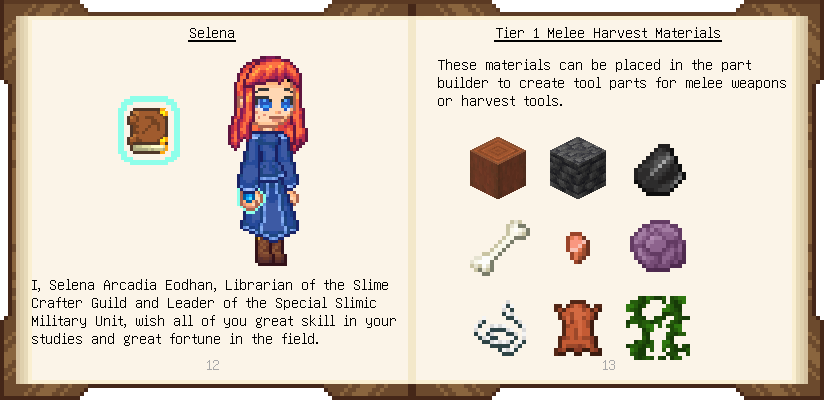 Selena
I, Selena Arcadia Eodhan, Librarian of the Slime
Crafter Guild and Leader of the Special Slimic
Military Unit, wish all of you great skill in your
studies and great fortune in the field.
12
Tier 1 Melee Harvest Materials
These materials can be placed in the part
builder to create tool parts for melee weapons
or harvest tools.
13